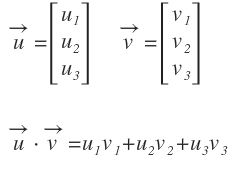 →u = [u₁ u₂ u₃] →v = [v₁ v₂ v₃]
→u · →v = u₁v₁+u₂v₂+u₃v₃